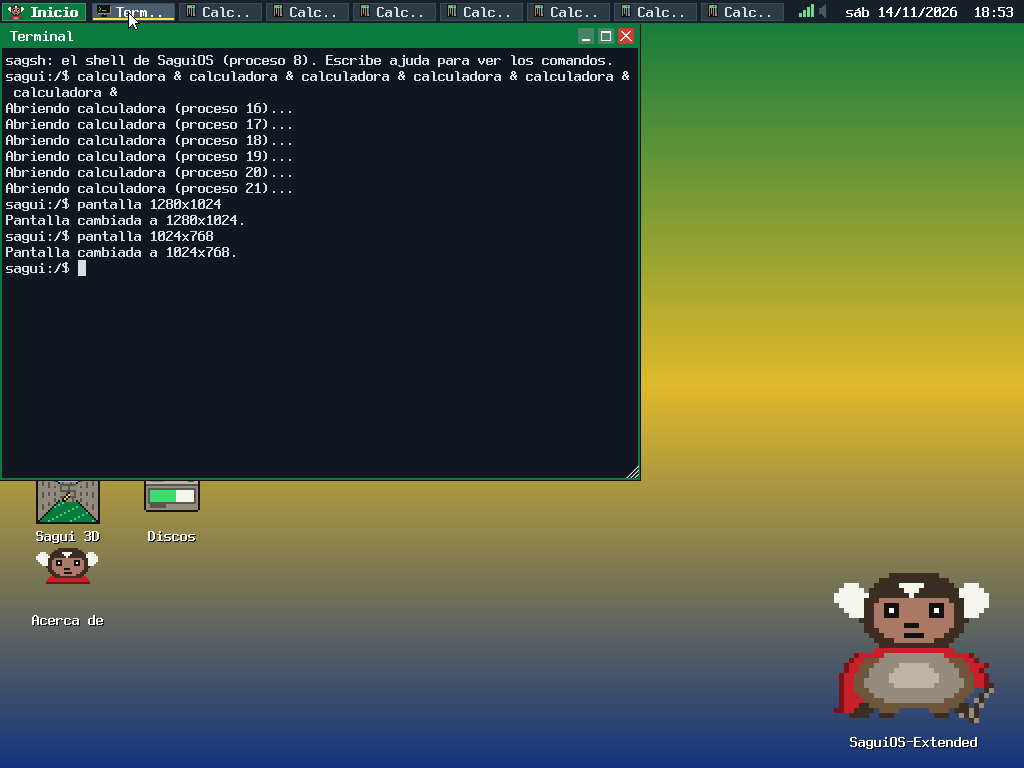 Inicio Term.. Calc.. Calc.. Calc.. Calc.. Calc.. Calc.. Calc.. sáb 14/11/2026 18:53
Terminal
sagsh: el shell de SaguiOS (proceso 8). Escribe ajuda para ver los comandos.
sagui:/$ calculadora & calculadora & calculadora & calculadora & calculadora &
calculadora &
Abriendo calculadora (proceso 16)...
Abriendo calculadora (proceso 17)...
Abriendo calculadora (proceso 18)...
Abriendo calculadora (proceso 19)...
Abriendo calculadora (proceso 20)...
Abriendo calculadora (proceso 21)...
sagui:/$ pantalla 1280x1024
Pantalla cambiada a 1280x1024.
sagui:/$ pantalla 1024x768
Pantalla cambiada a 1024x768.
sagui:/$
Sagui 3D Discos
Acerca de
SaguiOS-Extended